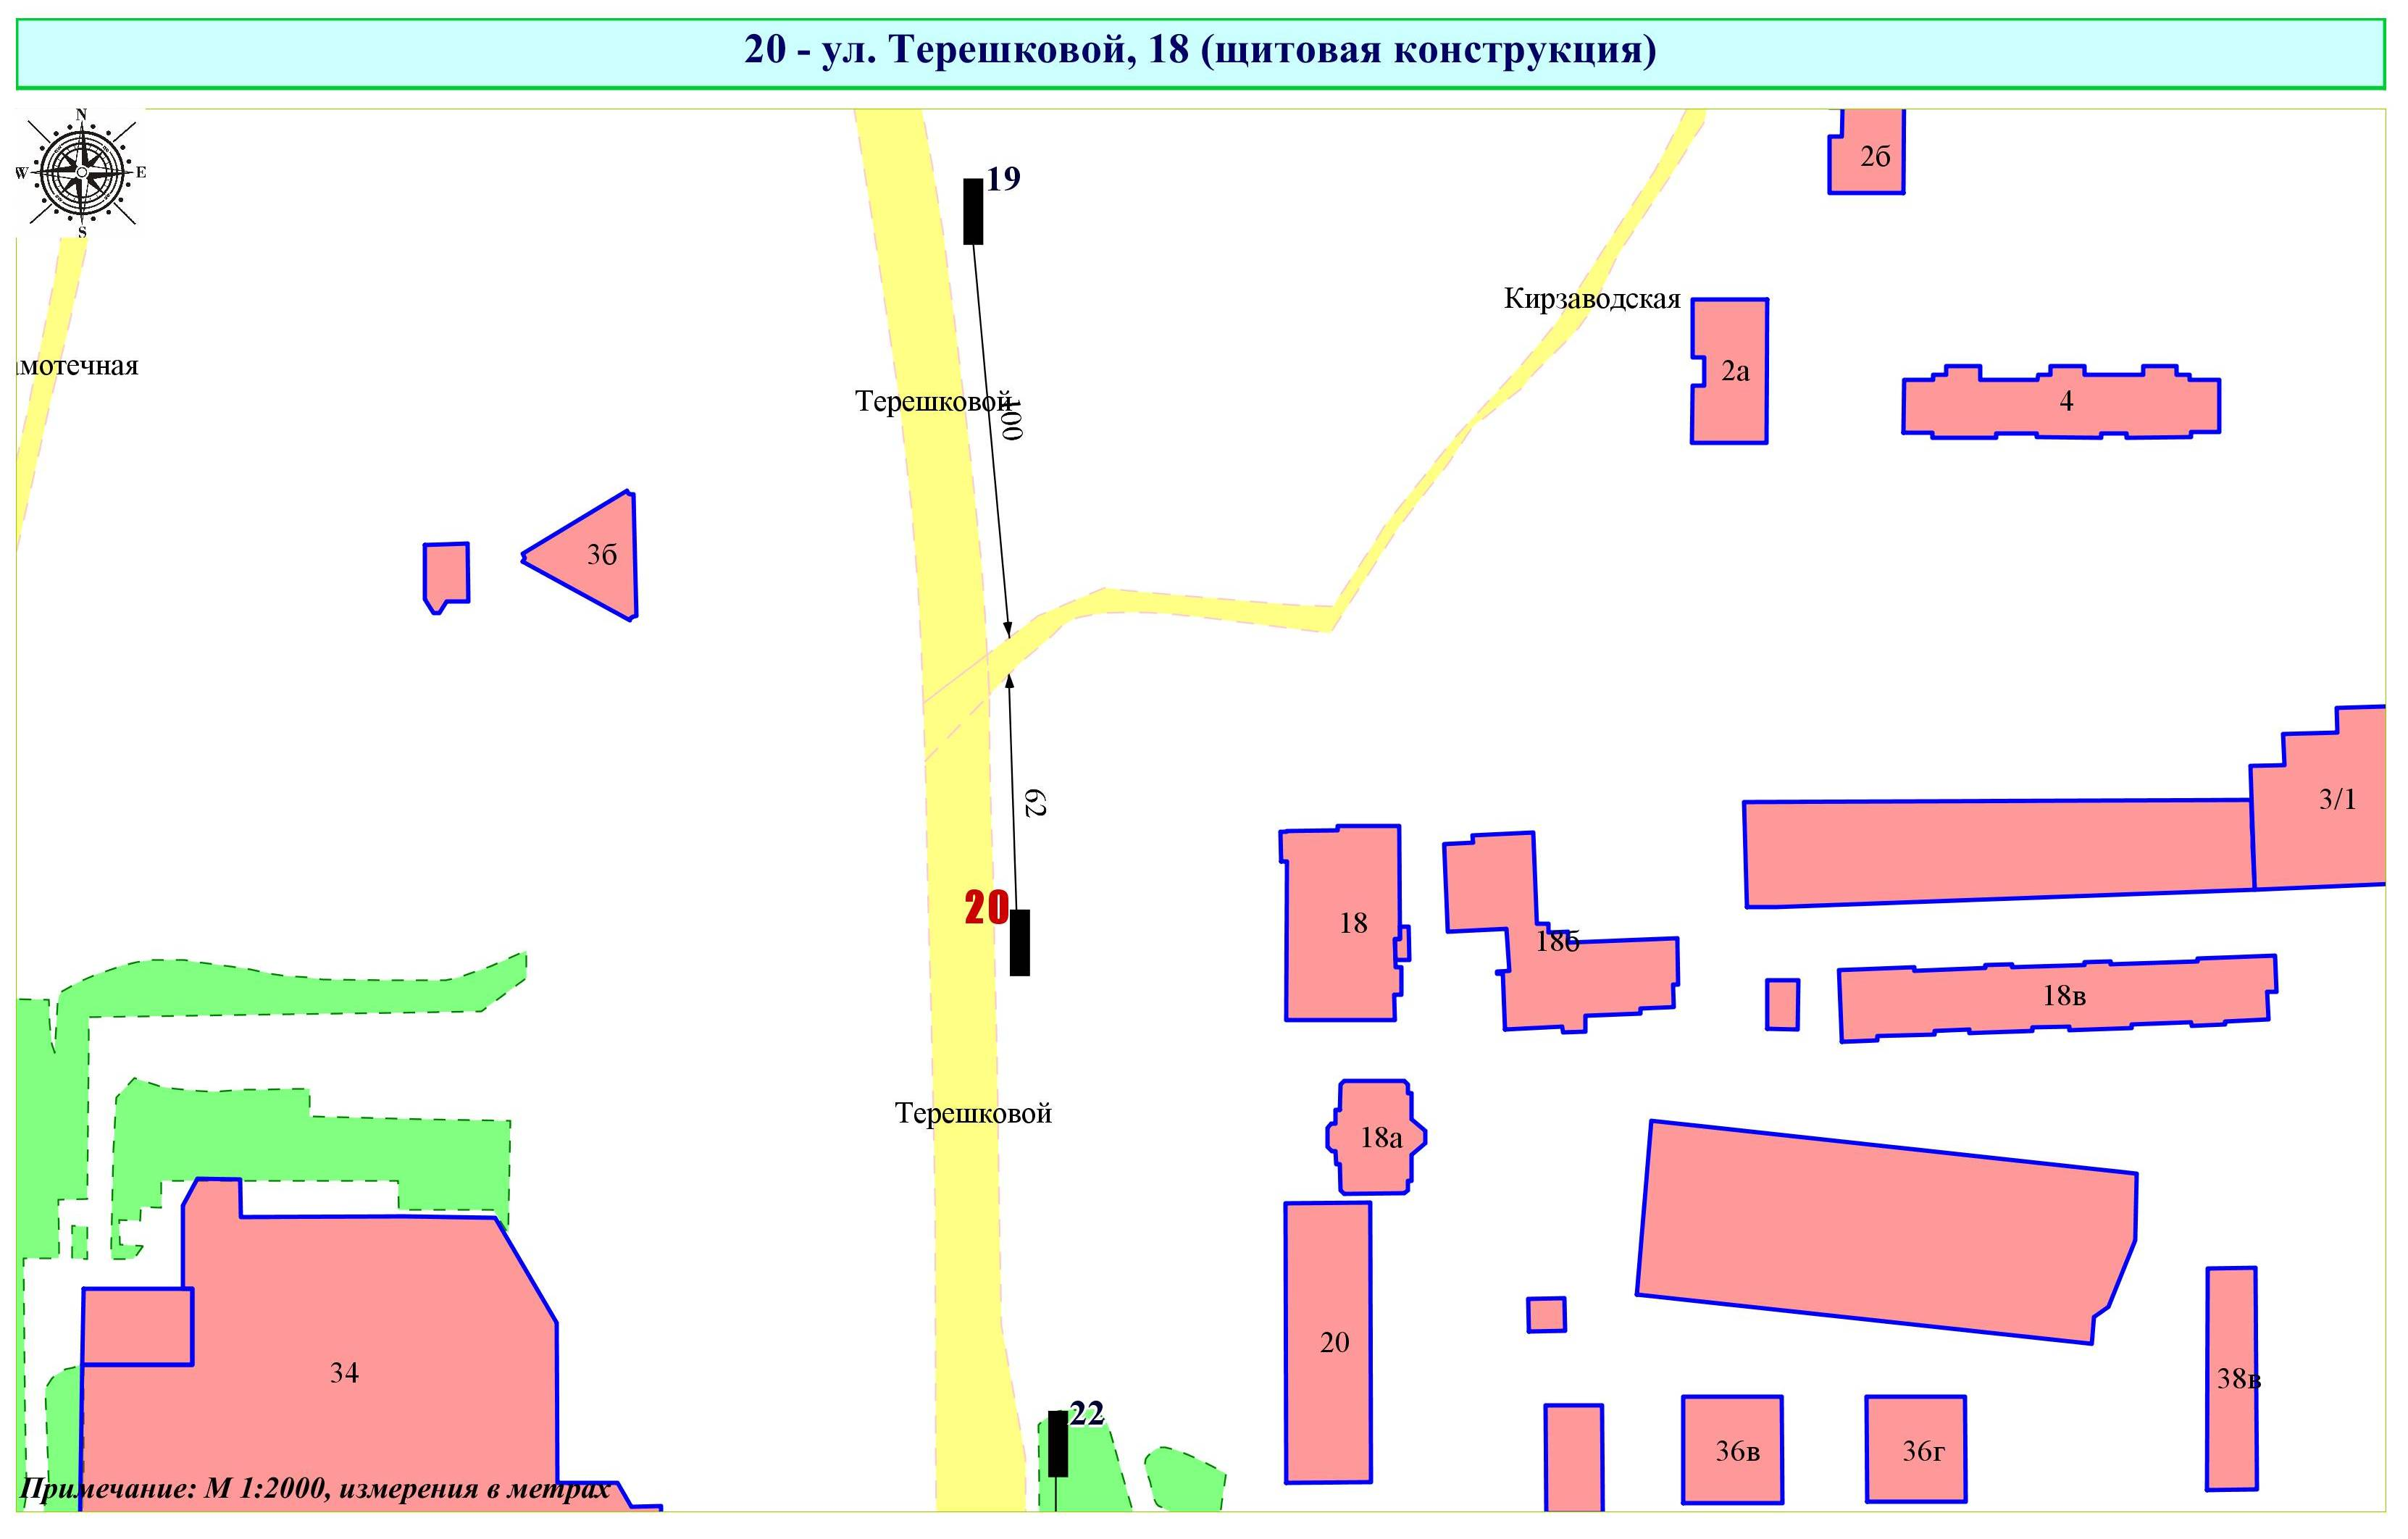 20 - ул. Терешковой, 18 (щитовая конструкция)
N
W E
S
19
2б
Кирзаводская
амотечная
2а
Терешковой
100
4
3б
62
3/1
20
18
18б
18в
Терешковой
18а
20
34
38в
22
36в
36г
Примечание: М 1:2000, измерения в метрах